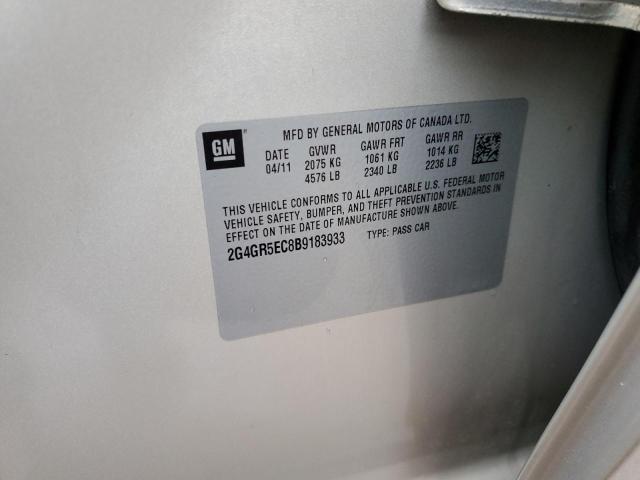 GM
MFD BY GENERAL MOTORS OF CANADA LTD.
DATE GVWR GAWR FRT GAWR RR
04/11 2075 KG 1061 KG 1014 KG
4576 LB 2340 LB 2236 LB
THIS VEHICLE CONFORMS TO ALL APPLICABLE U.S. FEDERAL MOTOR
VEHICLE SAFETY, BUMPER, AND THEFT PREVENTION STANDARDS IN
EFFECT ON THE DATE OF MANUFACTURE SHOWN ABOVE.
2G4GR5EC8B9183933 TYPE: PASS CAR